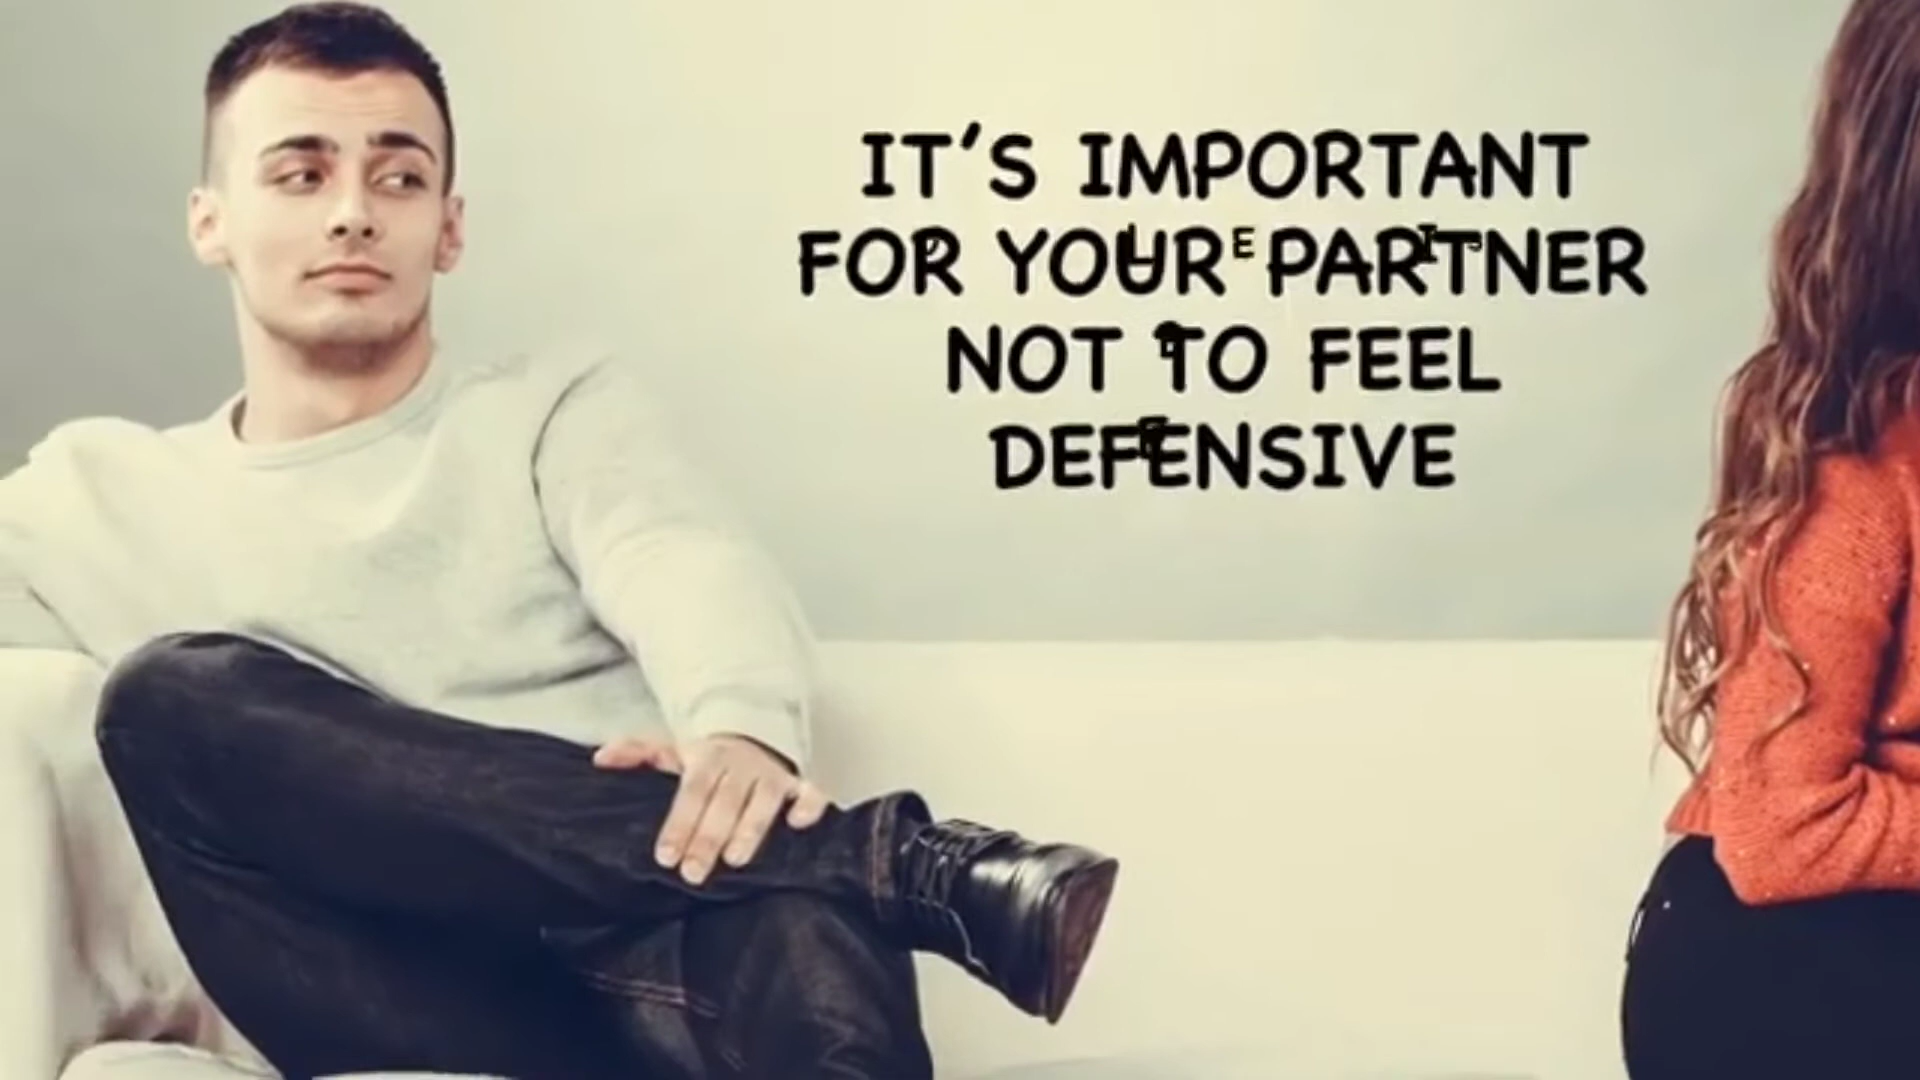 IT'S IMPORTANT
FOR YOUR PARTNER
NOT TO FEEL
DEFENSIVE